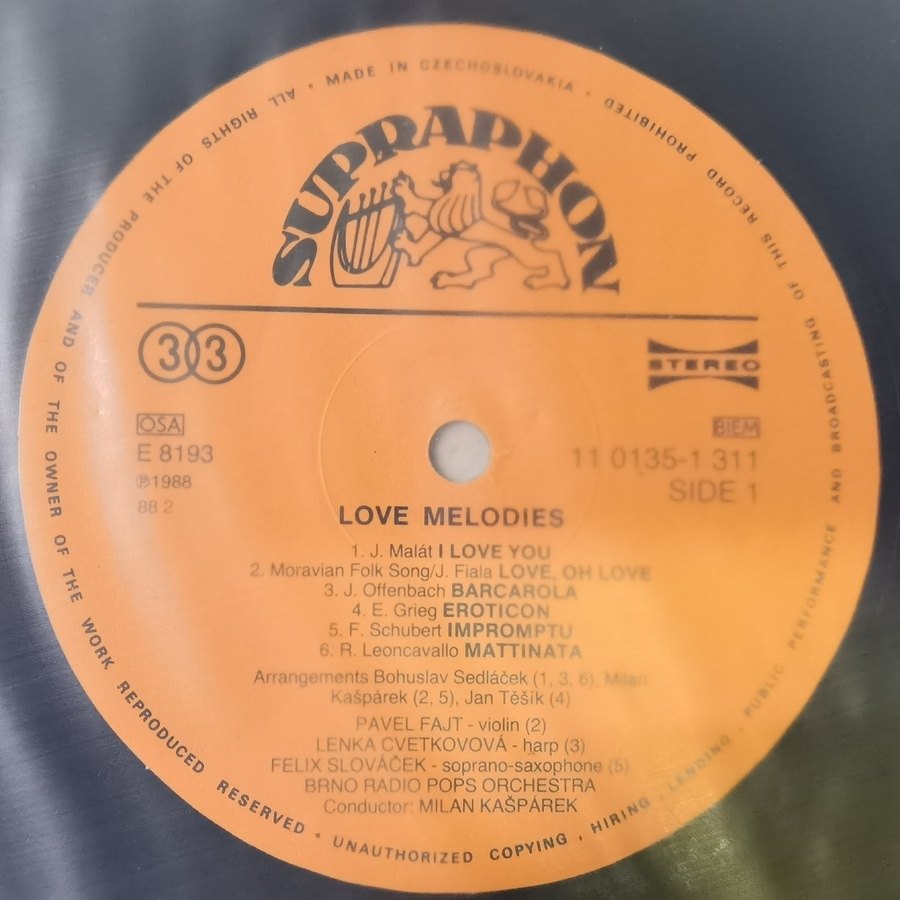 MADE IN CZECHOSLOVAKIA • ALL RIGHTS OF THE PRODUCER AND OF THE OWNER OF THE WORK REPRODUCED RESERVED • UNAUTHORIZED COPYING, HIRING, LENDING, PUBLIC PERFORMANCE AND BROADCASTING OF THIS RECORD PROHIBITED •
SUPRAPHON
33
STEREO
OSA
BIEM
E 8193
11 0135-1 311
℗1988
SIDE 1
88 2
LOVE MELODIES
1. J. Malát I LOVE YOU
2. Moravian Folk Song/J. Fiala LOVE, OH LOVE
3. J. Offenbach BARCAROLA
4. E. Grieg EROTICON
5. F. Schubert IMPROMPTU
6. R. Leoncavallo MATTINATA
Arrangements Bohuslav Sedláček (1, 3, 6), Milan
Kašpárek (2, 5), Jan Těšík (4)
PAVEL FAJT - violin (2)
LENKA CVETKOVOVÁ - harp (3)
FELIX SLOVÁČEK - soprano-saxophone (5)
BRNO RADIO POPS ORCHESTRA
Conductor: MILAN KAŠPÁREK